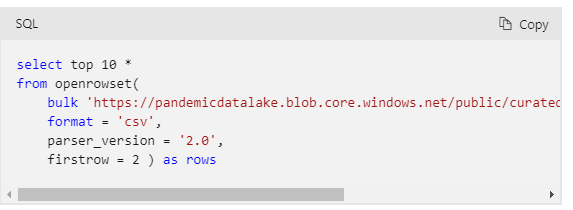 SQL
Copy
select top 10 *
from openrowset(
bulk 'https://pandemicdatalake.blob.core.windows.net/public/curated
format = 'csv',
parser_version = '2.0',
firstrow = 2 ) as rows